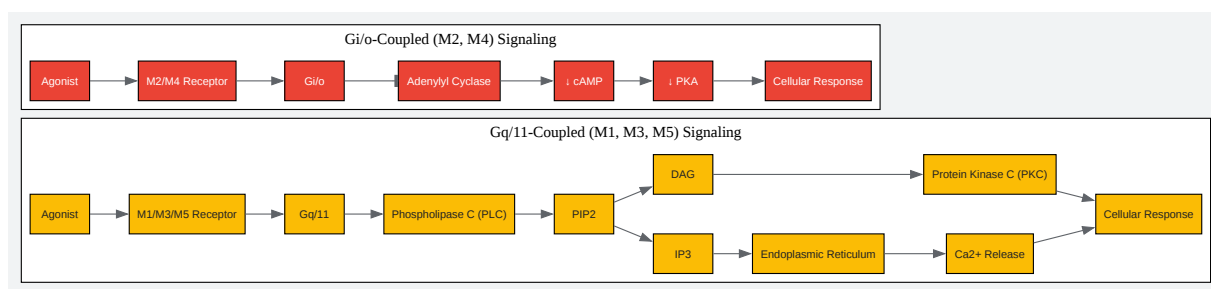 Gi/o-Coupled (M2, M4) Signaling
Agonist
M2/M4 Receptor
Gi/o
Adenylyl Cyclase
↓ cAMP
↓ PKA
Cellular Response
Gq/11-Coupled (M1, M3, M5) Signaling
Agonist
M1/M3/M5 Receptor
Gq/11
Phospholipase C (PLC)
PIP2
DAG
Protein Kinase C (PKC)
IP3
Endoplasmic Reticulum
Ca2+ Release
Cellular Response